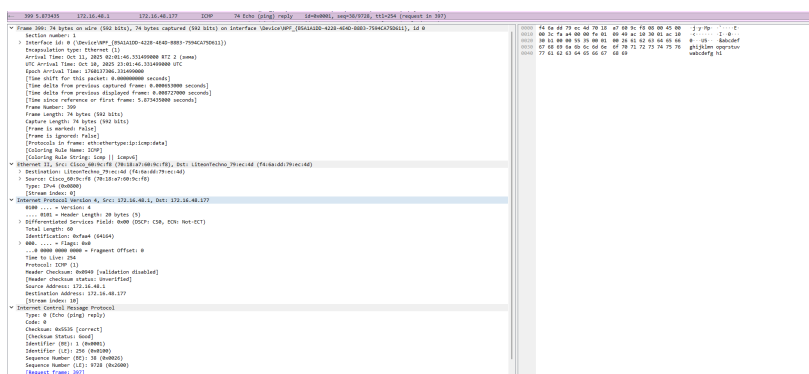 399 5.873435 172.16.48.1 172.16.48.177 ICMP 74 Echo (ping) reply id=0x0001, seq=38/9728, ttl=254 (request in 397)
Frame 399: 74 bytes on wire (592 bits), 74 bytes captured (592 bits) on interface \Device\NPF_{05A1A1DD-4228-4E4D-B8B3-7594CA75D611}, id 0
Section number: 1
Interface id: 0 (\Device\NPF_{05A1A1DD-4228-4E4D-B8B3-7594CA75D611})
Encapsulation type: Ethernet (1)
Arrival Time: Oct 11, 2025 02:01:46.331499000 RTZ 2
UTC Arrival Time: Oct 10, 2025 23:01:46.331499000 UTC
Epoch Arrival Time: 1760137306.331499000
[Time shift for this packet: 0.000000000 seconds]
[Time delta from previous captured frame: 0.000653000 seconds]
[Time delta from previous displayed frame: 0.008727000 seconds]
[Time since reference or first frame: 5.873435000 seconds]
Frame Number: 399
Frame Length: 74 bytes (592 bits)
Capture Length: 74 bytes (592 bits)
[Frame is marked: False]
[Frame is ignored: False]
[Protocols in frame: eth:ethertype:ip:icmp:data]
[Coloring Rule Name: ICMP]
[Coloring Rule String: icmp || icmpv6]
Ethernet II, Src: Cisco_60:9c:f8 (70:18:a7:60:9c:f8), Dst: LiteonTechno_79:ec:4d (f4:6a:dd:79:ec:4d)
Destination: LiteonTechno_79:ec:4d (f4:6a:dd:79:ec:4d)
Source: Cisco_60:9c:f8 (70:18:a7:60:9c:f8)
Type: IPv4 (0x0800)
[Stream index: 0]
Internet Protocol Version 4, Src: 172.16.48.1, Dst: 172.16.48.177
0100 .... = Version: 4
.... 0101 = Header Length: 20 bytes (5)
Differentiated Services Field: 0x00 (DSCP: CS0, ECN: Not-ECT)
Total Length: 60
Identification: 0xfaa4 (64164)
000. .... = Flags: 0x0
...0 0000 0000 0000 = Fragment Offset: 0
Time to Live: 254
Protocol: ICMP (1)
Header Checksum: 0x0949 [validation disabled]
[Header checksum status: Unverified]
Source Address: 172.16.48.1
Destination Address: 172.16.48.177
[Stream index: 10]
Internet Control Message Protocol
Type: 0 (Echo (ping) reply)
Code: 0
Checksum: 0x5535 [correct]
[Checksum Status: Good]
Identifier (BE): 1 (0x0001)
Identifier (LE): 256 (0x0100)
Sequence Number (BE): 38 (0x0026)
Sequence Number (LE): 9728 (0x2600)
[Request frame: 397]
0000 f4 6a dd 79 ec 4d 70 18 a7 60 9c f8 08 00 45 00 ·j·y·Mp· ·`····E·
0010 00 3c fa a4 00 00 fe 01 09 49 ac 10 30 01 ac 10 ·<······ ·I··0···
0020 30 b1 00 00 55 35 00 01 00 26 61 62 63 64 65 66 0···U5·· ·&abcdef
0030 67 68 69 6a 6b 6c 6d 6e 6f 70 71 72 73 74 75 76 ghijklmn opqrstuv
0040 77 61 62 63 64 65 66 67 68 69 wabcdefg hi